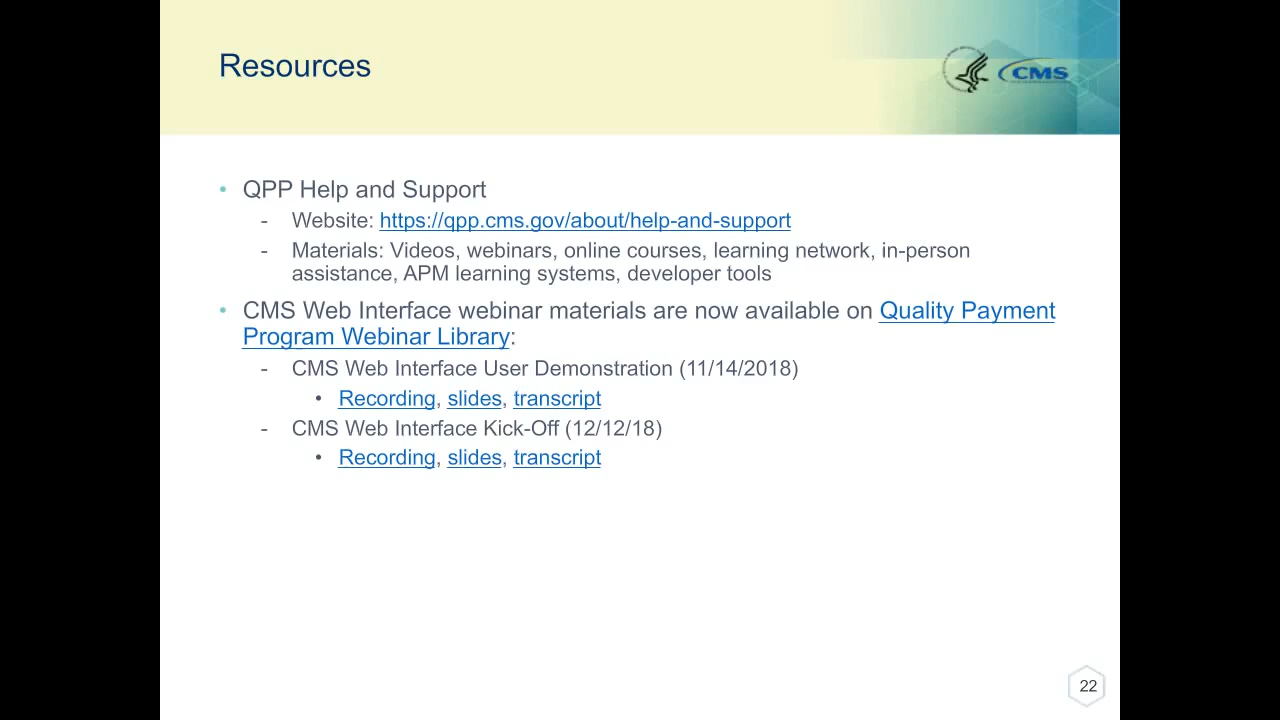 Resources
CMS
• QPP Help and Support
- Website: https://qpp.cms.gov/about/help-and-support
- Materials: Videos, webinars, online courses, learning network, in-person
assistance, APM learning systems, developer tools
• CMS Web Interface webinar materials are now available on Quality Payment
Program Webinar Library:
- CMS Web Interface User Demonstration (11/14/2018)
• Recording, slides, transcript
- CMS Web Interface Kick-Off (12/12/18)
• Recording, slides, transcript
22